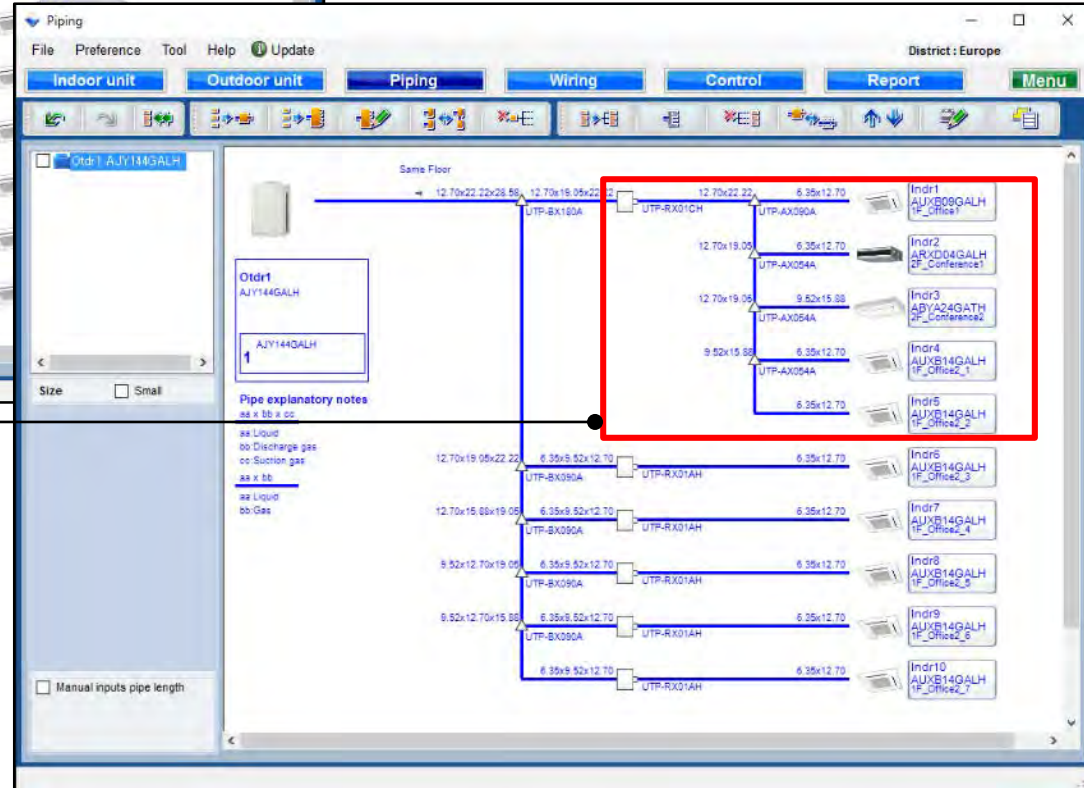 Piping
File Preference Tool Help Update District : Europe
Indoor unit Outdoor unit Piping Wiring Control Report Menu
Otdr1 AJY144GALH
Same Floor
12.70x22.22x28.58 12.70x19.05x22.22 12.70x22.22 6.35x12.70
UTP-BX180A UTP-RX01CH UTP-AX090A
Indr1
AUXB09GALH
1F_Office1
12.70x19.05 6.35x12.70
UTP-AX054A
Indr2
ARXD04GALH
2F_Conference1
12.70x19.05 9.52x15.88
UTP-AX054A
Indr3
ABYA24GATH
2F_Conference2
9.52x15.88 6.35x12.70
UTP-AX054A
Indr4
AUXB14GALH
1F_Office2_1
6.35x12.70
Indr5
AUXB14GALH
1F_Office2_2
Otdr1
AJY144GALH
AJY144GALH
1
Size Small
Pipe explanatory notes
aa x bb x cc
aa:Liquid
bb:Discharge gas
cc:Suction gas
aa x bb
aa:Liquid
bb:Gas
12.70x19.05x22.22 6.35x9.52x12.70 6.35x12.70
UTP-BX090A UTP-RX01AH
Indr6
AUXB14GALH
1F_Office2_3
12.70x15.88x19.05 6.35x9.52x12.70 6.35x12.70
UTP-BX090A UTP-RX01AH
Indr7
AUXB14GALH
1F_Office2_4
9.52x12.70x19.05 6.35x9.52x12.70 6.35x12.70
UTP-BX090A UTP-RX01AH
Indr8
AUXB14GALH
1F_Office2_5
9.52x12.70x15.88 6.35x9.52x12.70 6.35x12.70
UTP-BX090A UTP-RX01AH
Indr9
AUXB14GALH
1F_Office2_6
6.35x9.52x12.70 6.35x12.70
UTP-RX01AH
Indr10
AUXB14GALH
1F_Office2_7
Manual inputs pipe length